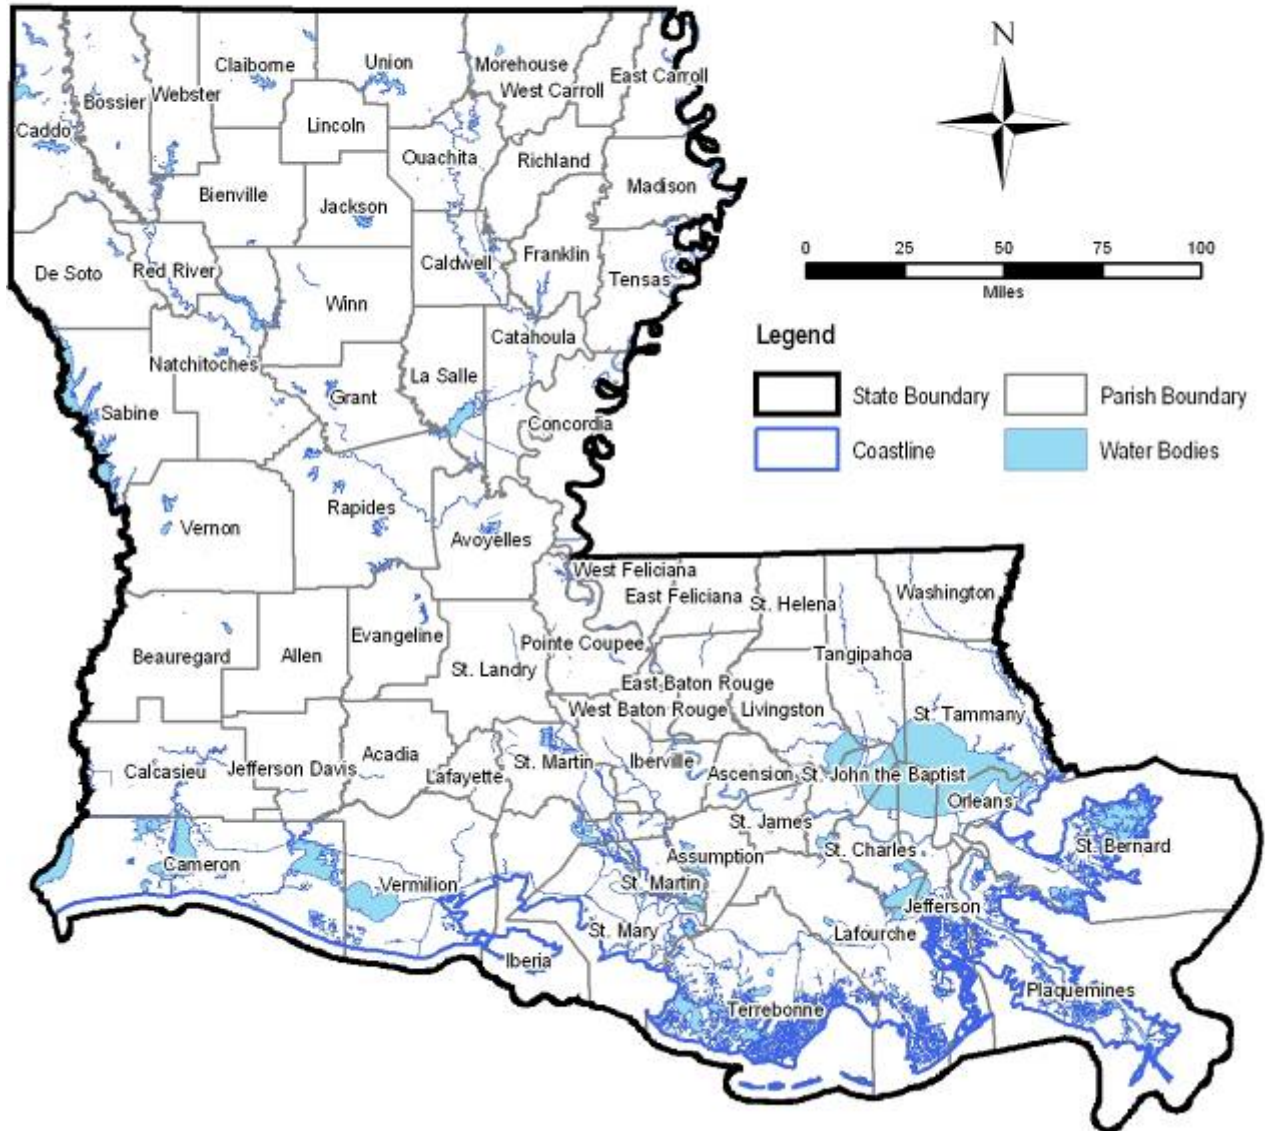 N
0 25 50 75 100
Miles
Legend
State Boundary
Parish Boundary
Coastline
Water Bodies
Claiborne
Union
Morehouse
East Carroll
West Carroll
Webster
Bossier
Caddo
Lincoln
Ouachita
Richland
Madison
Bienville
Jackson
De Soto
Red River
Caldwell
Franklin
Tensas
Winn
Catahoula
Natchitoches
La Salle
Grant
Sabine
Concordia
Rapides
Vernon
Avoyelles
West Feliciana
East Feliciana
St. Helena
Washington
Evangeline
Beauregard
Allen
Pointe Coupee
St. Landry
Tangipahoa
East Baton Rouge
West Baton Rouge
Livingston
St. Tammany
Acadia
Calcasieu
Jefferson Davis
Lafayette
St. Martin
Iberville
Ascension
St. John the Baptist
Orleans
St. James
St. Bernard
Cameron
Assumption
St. Charles
Vermilion
St. Martin
Jefferson
St. Mary
Lafourche
Iberia
Plaquemines
Terrebonne